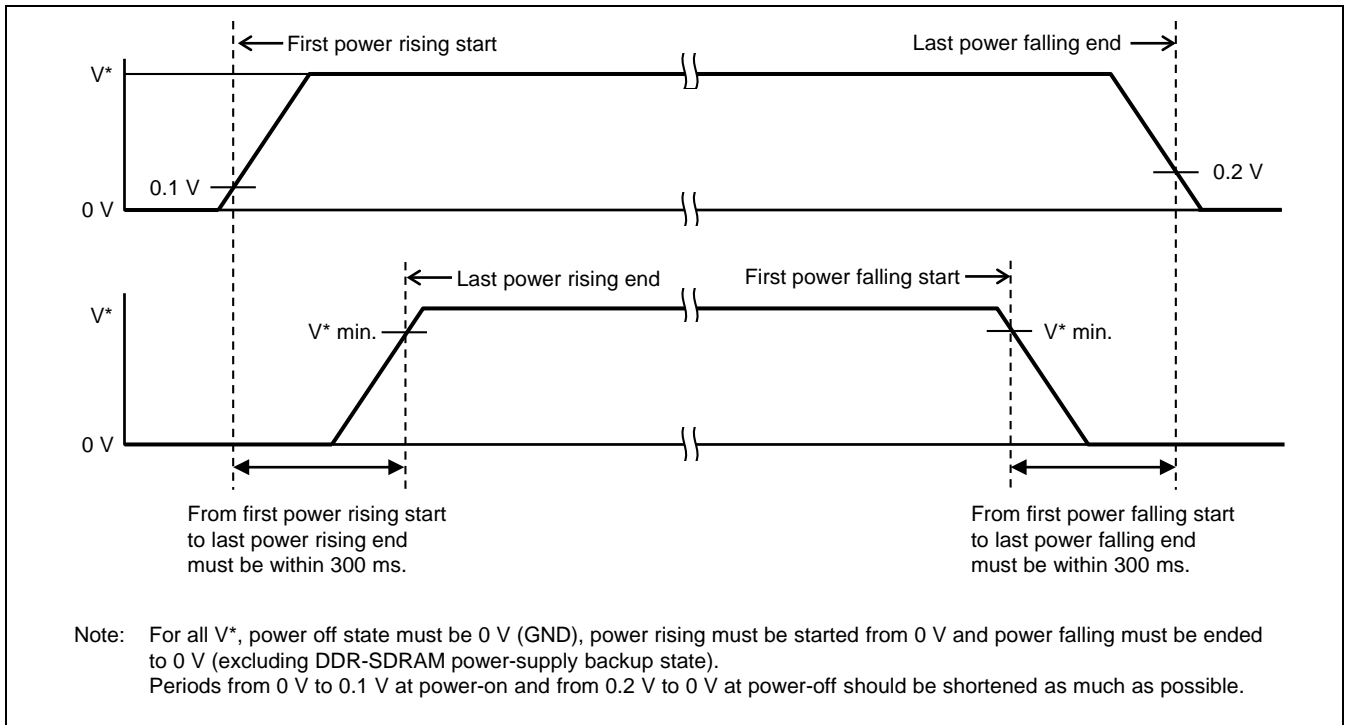 First power rising start
Last power falling end
V*
0.1 V
0.2 V
0 V
Last power rising end
First power falling start
V*
V* min.
V* min.
0 V
From first power rising start
to last power rising end
must be within 300 ms.
From first power falling start
to last power falling end
must be within 300 ms.
Note: For all V*, power off state must be 0 V (GND), power rising must be started from 0 V and power falling must be ended
to 0 V (excluding DDR-SDRAM power-supply backup state).
Periods from 0 V to 0.1 V at power-on and from 0.2 V to 0 V at power-off should be shortened as much as possible.